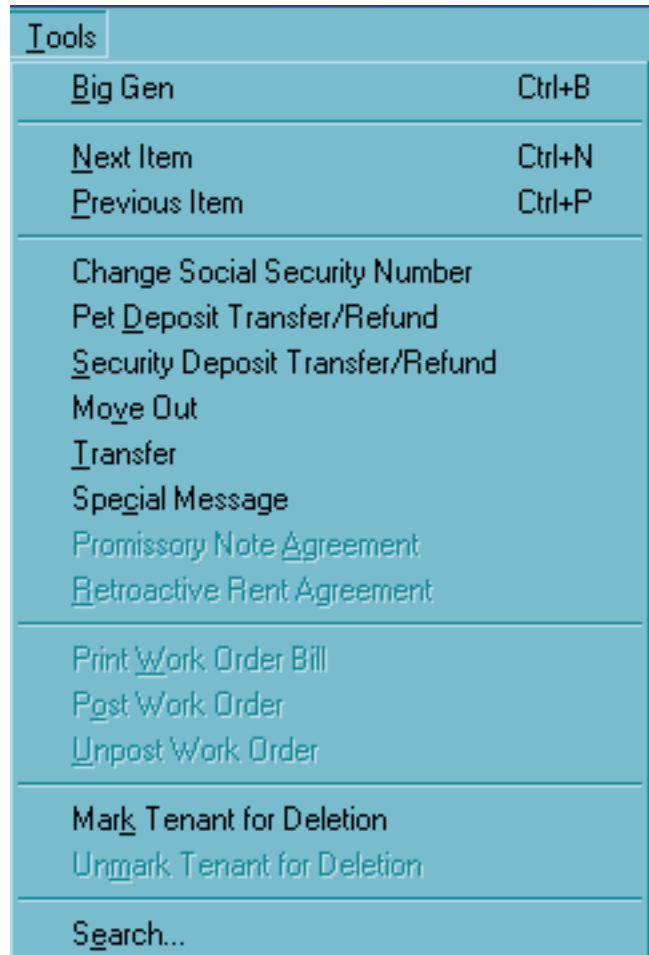 Tools
Big Gen Ctrl+B
Next Item Ctrl+N
Previous Item Ctrl+P
Change Social Security Number
Pet Deposit Transfer/Refund
Security Deposit Transfer/Refund
Move Out
Transfer
Special Message
Promissory Note Agreement
Retroactive Rent Agreement
Print Work Order Bill
Post Work Order
Unpost Work Order
Mark Tenant for Deletion
Unmark Tenant for Deletion
Search...